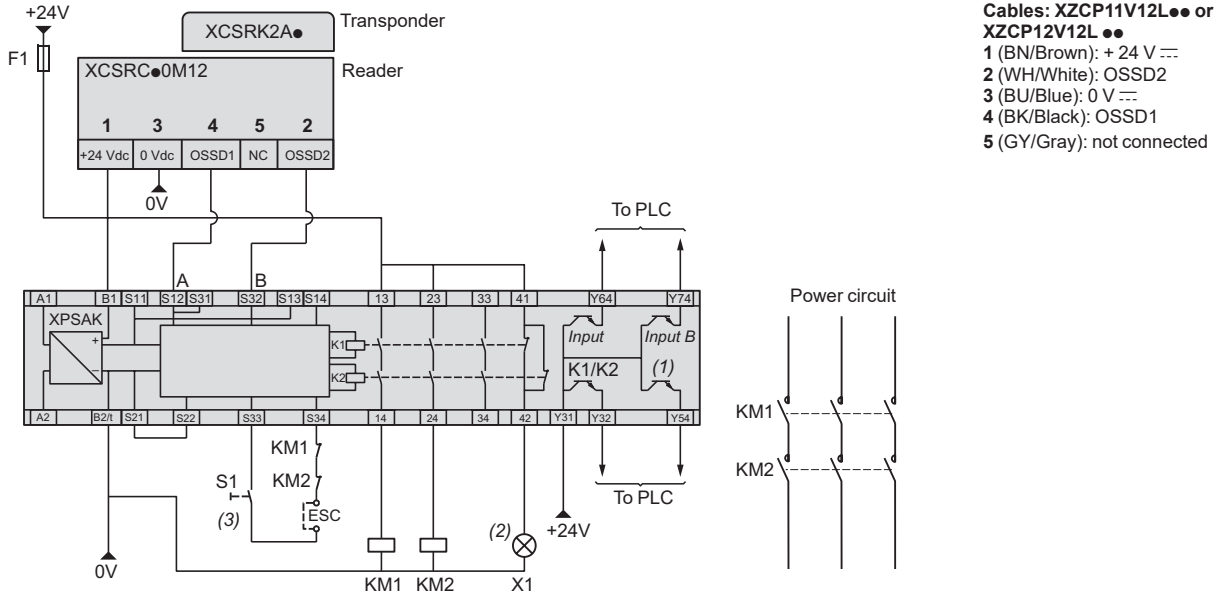 +24V
F1
XCSRK2A●
Transponder
XCSRC●0M12
Reader
1 3 4 5 2
+24 Vdc 0 Vdc OSSD1 NC OSSD2
0V
To PLC
A B
A1 B1 S11 S12 S31 S32 S13 S14 13 23 33 41 Y64 Y74
XPSAK
+
–
K1
K2
Input
Input B
K1/K2
(1)
A2 B2/t S21 S22 S33 S34 14 24 34 42 Y31 Y32 Y54
KM1
KM2
S1
(3)
ESC
To PLC
(2)
+24V
0V
KM1 KM2 X1
Power circuit
KM1
KM2
Cables: XZCP11V12L●● or
XZCP12V12L ●●
1 (BN/Brown): + 24 V ⎓
2 (WH/White): OSSD2
3 (BU/Blue): 0 V ⎓
4 (BK/Black): OSSD1
5 (GY/Gray): not connected